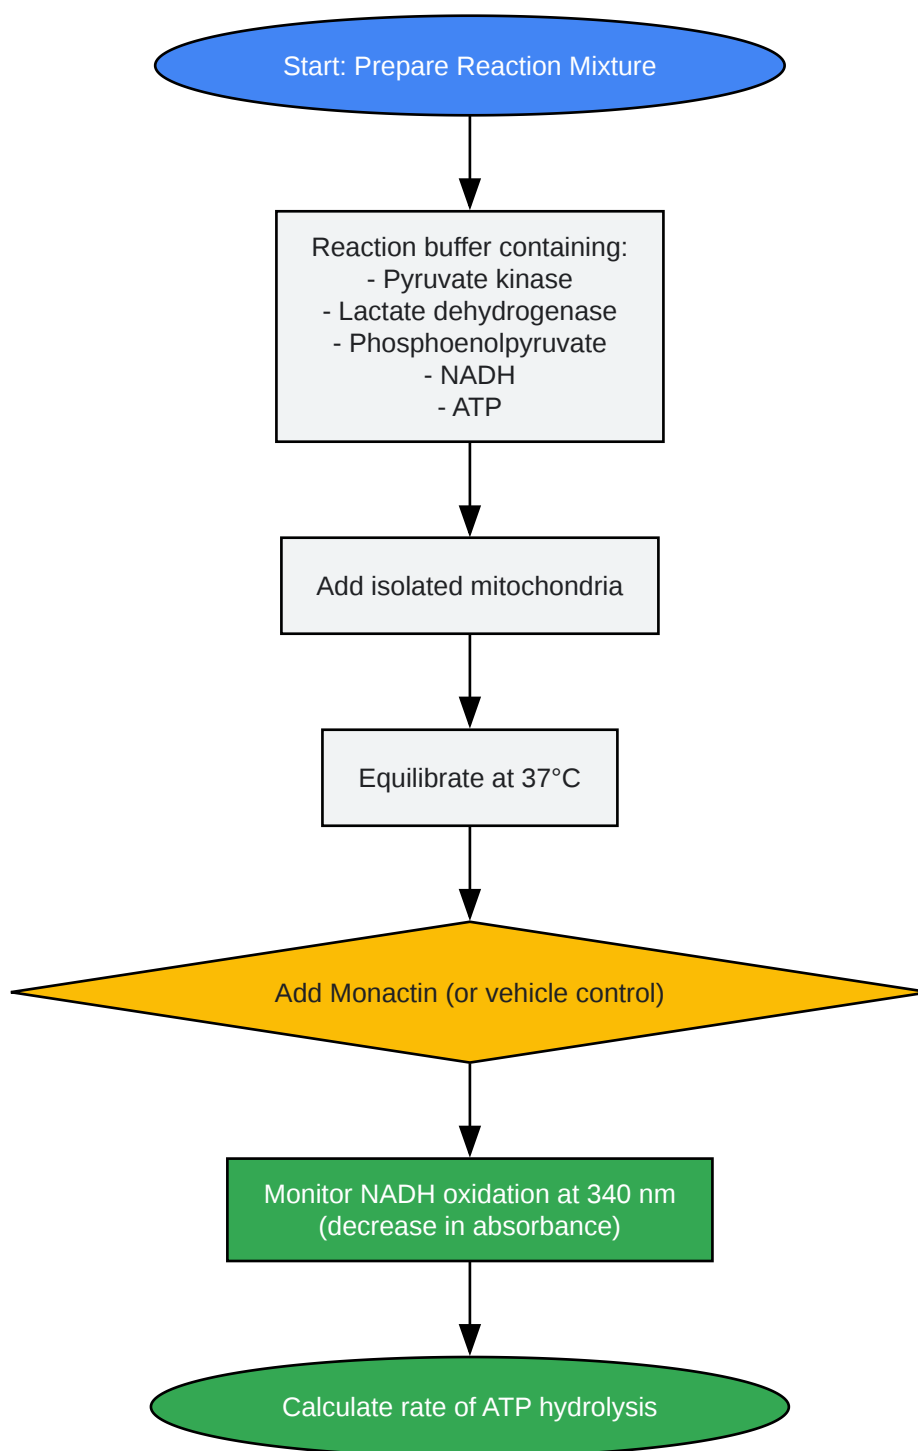 Start: Prepare Reaction Mixture
Reaction buffer containing:
- Pyruvate kinase
- Lactate dehydrogenase
- Phosphoenolpyruvate
- NADH
- ATP
Add isolated mitochondria
Equilibrate at 37°C
Add Monactin (or vehicle control)
Monitor NADH oxidation at 340 nm
(decrease in absorbance)
Calculate rate of ATP hydrolysis